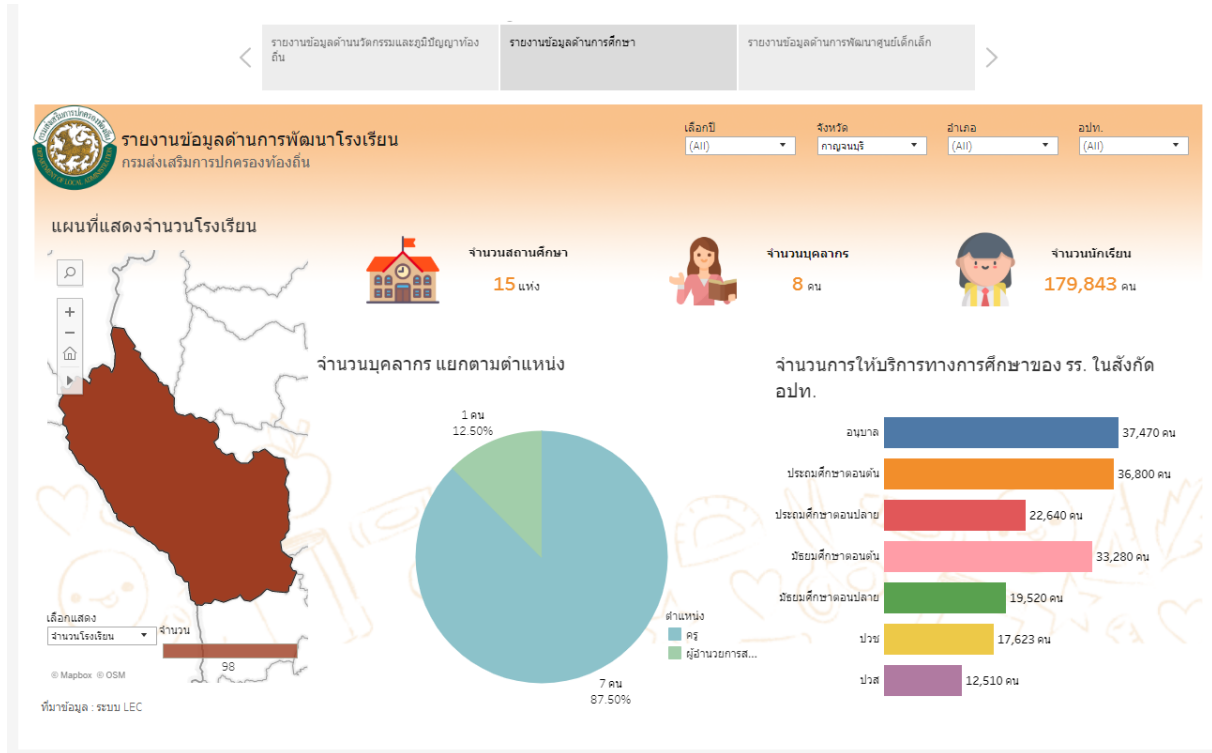 รายงานข้อมูลด้านนวัตกรรมและภูมิปัญญาท้อง
ถิ่น
รายงานข้อมูลด้านการศึกษา
รายงานข้อมูลด้านการพัฒนาศูนย์เด็กเล็ก
รายงานข้อมูลด้านการพัฒนาโรงเรียน
กรมส่งเสริมการปกครองท้องถิ่น
เลือกปี
(All)
จังหวัด
กาญจนบุรี
อำเภอ
(All)
อปท.
(All)
แผนที่แสดงจำนวนโรงเรียน
จำนวนสถานศึกษา
15 แห่ง
จำนวนบุคลากร
8 คน
จำนวนนักเรียน
179,843 คน
จำนวนบุคลากร แยกตามตำแหน่ง
1 คน
12.50%
7 คน
87.50%
ตำแหน่ง
ครู
ผู้อำนวยการส...
จำนวนการให้บริการทางการศึกษาของ รร. ในสังกัด
อปท.
อนุบาล 37,470 คน
ประถมศึกษาตอนต้น 36,800 คน
ประถมศึกษาตอนปลาย 22,640 คน
มัธยมศึกษาตอนต้น 33,280 คน
มัธยมศึกษาตอนปลาย 19,520 คน
ปวช 17,623 คน
ปวส 12,510 คน
เลือกแสดง
จำนวนโรงเรียน
จำนวน
98
© Mapbox © OSM
ที่มาข้อมูล : ระบบ LEC